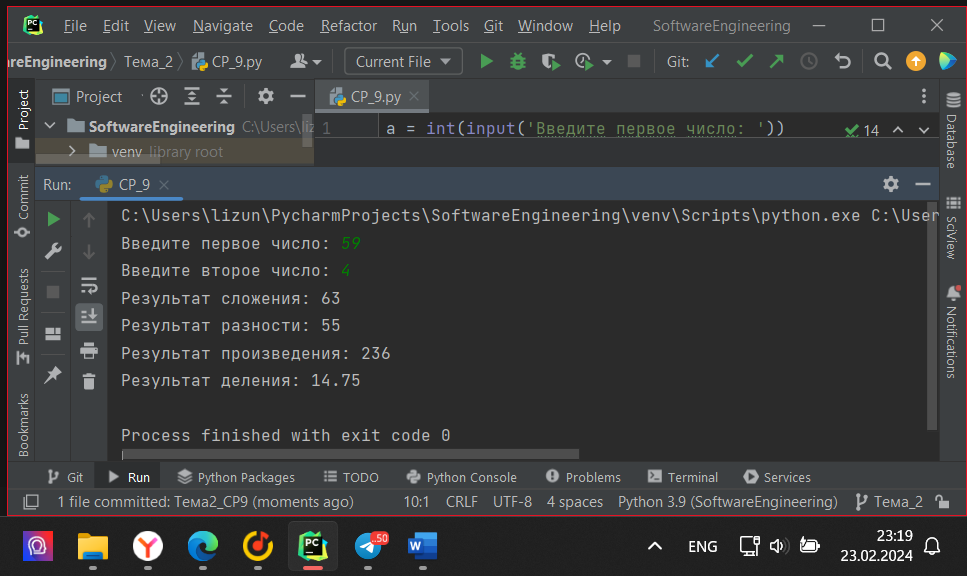 File Edit View Navigate Code Refactor Run Tools Git Window Help SoftwareEngineering
reEngineering Тема_2 CP_9.py Current File Git:
Project Project CP_9.py
SoftwareEngineering C:\Users\liz 1 a = int(input('Введите первое число: ')) 14
venv library root
Database
Run: CP_9
Commit
C:\Users\lizun\PycharmProjects\SoftwareEngineering\venv\Scripts\python.exe C:\User
Введите первое число: 59
Введите второе число: 4
Результат сложения: 63
Результат разности: 55
Результат произведения: 236
Результат деления: 14.75
Process finished with exit code 0
SciView
Pull Requests
Notifications
Bookmarks
Git Run Python Packages TODO Python Console Problems Terminal Services
1 file committed: Тема2_CP9 (moments ago) 10:1 CRLF UTF-8 4 spaces Python 3.9 (SoftwareEngineering) Тема_2
PC 50 W ENG 23:19
23.02.2024